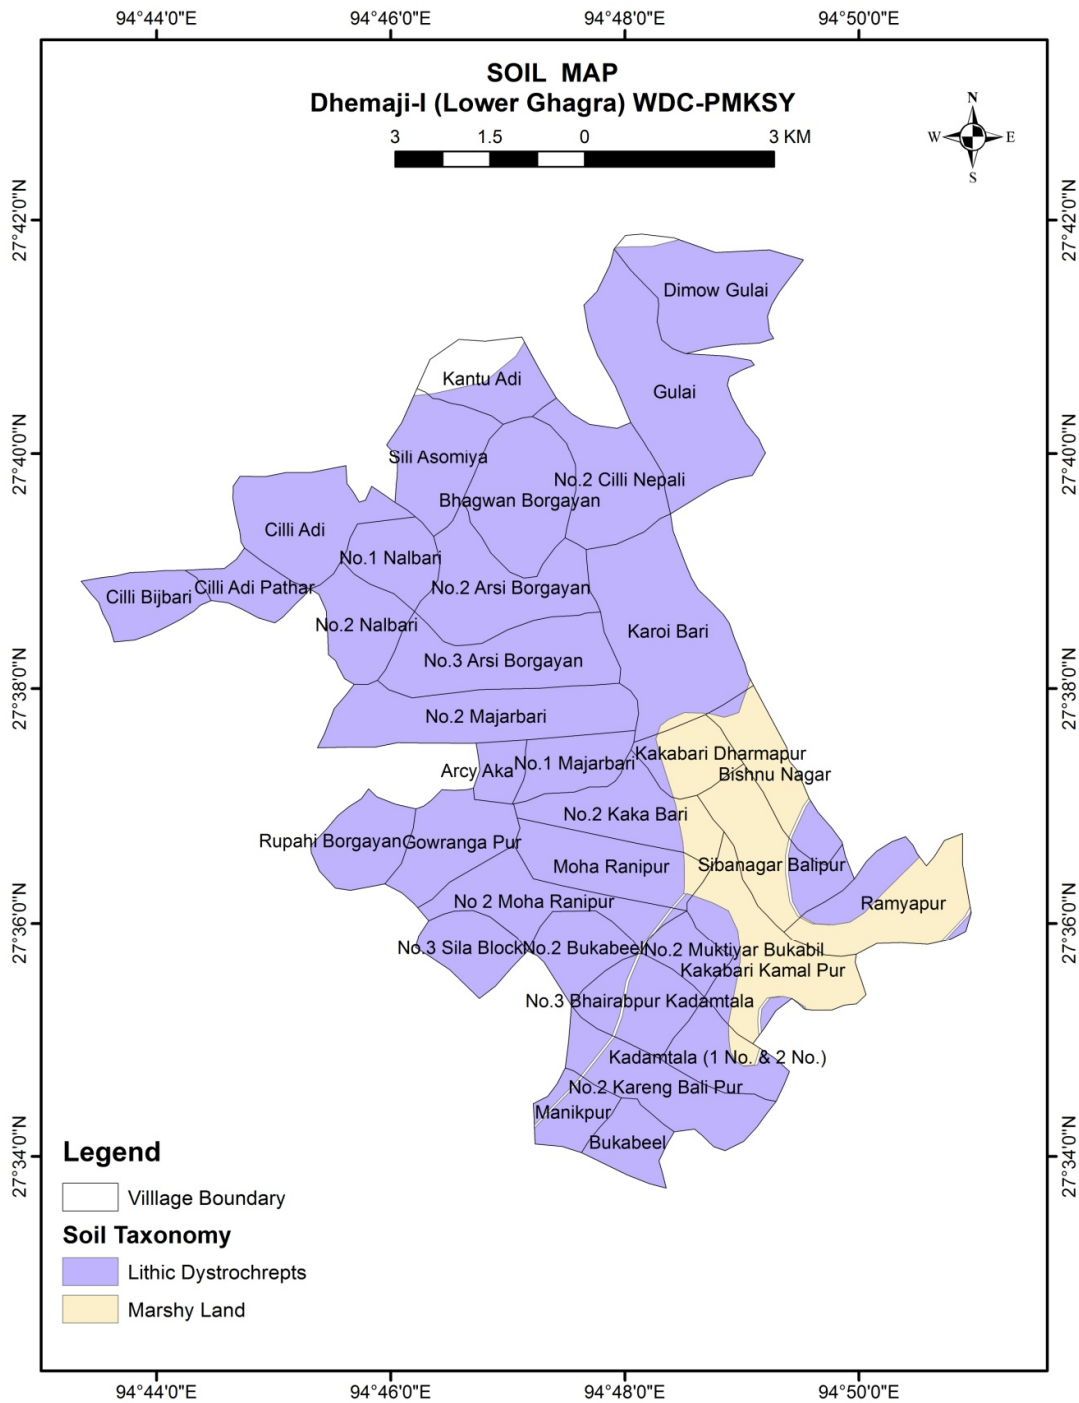 94°44'0"E 94°46'0"E 94°48'0"E 94°50'0"E
SOIL MAP
Dhemaji-I (Lower Ghagra) WDC-PMKSY
3 1.5 0 3 KM
N
W E
S
27°42'0"N 27°42'0"N
Dimow Gulai
Kantu Adi
Gulai
27°40'0"N 27°40'0"N
Sili Asomiya
No.2 Cilli Nepali
Bhagwan Borgayan
Cilli Adi
No.1 Nalbari
Cilli Adi Pathar
No.2 Arsi Borgayan
Cilli Bijbari
No.2 Nalbari
Karoi Bari
No.3 Arsi Borgayan
27°38'0"N 27°38'0"N
No.2 Majarbari
Kakabari Dharmapur
No.1 Majarbari
Arcy Aka
Bishnu Nagar
No.2 Kaka Bari
Rupahi Borgayan
Gowranga Pur
Moha Ranipur
Sibanagar
Balipur
No 2 Moha Ranipur
Ramyapur
27°36'0"N 27°36'0"N
No.3 Sila Block
No.2 Bukabeel
No.2 Muktiyar Bukabil
Kakabari Kamal Pur
No.3 Bhairabpur
Kadamtala
Kadamtala (1 No. & 2 No.)
No.2 Kareng Bali Pur
Manikpur
Bukabeel
27°34'0"N 27°34'0"N
Legend
Villlage Boundary
Soil Taxonomy
Lithic Dystrochrepts
Marshy Land
94°44'0"E 94°46'0"E 94°48'0"E 94°50'0"E